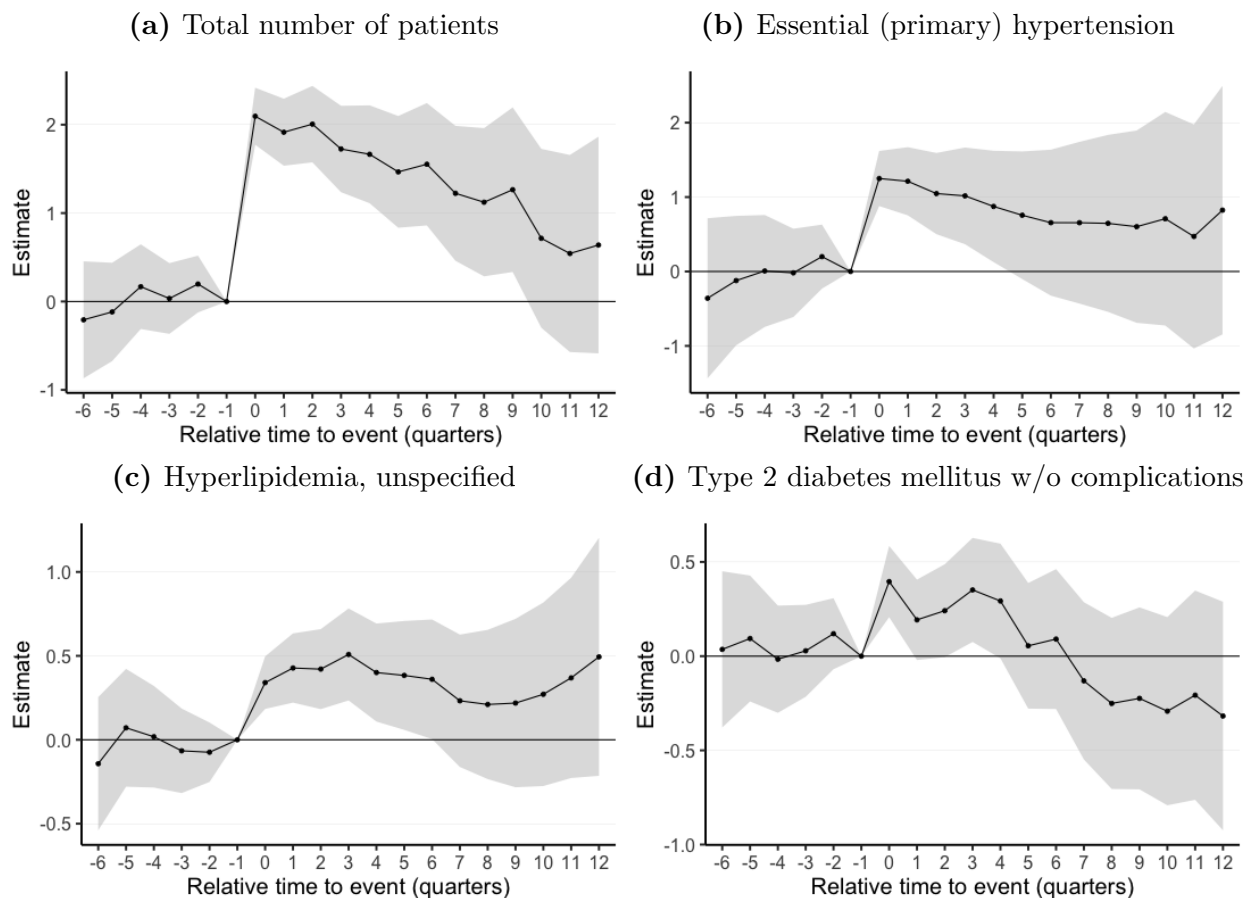 (a) Total number of patients
2
1
0
-1
Estimate
-6 -5 -4 -3 -2 -1 0 1 2 3 4 5 6 7 8 9 10 11 12
Relative time to event (quarters)
(b) Essential (primary) hypertension
2
1
0
-1
Estimate
-6 -5 -4 -3 -2 -1 0 1 2 3 4 5 6 7 8 9 10 11 12
Relative time to event (quarters)
(c) Hyperlipidemia, unspecified
1.0
0.5
0.0
-0.5
Estimate
-6 -5 -4 -3 -2 -1 0 1 2 3 4 5 6 7 8 9 10 11 12
Relative time to event (quarters)
(d) Type 2 diabetes mellitus w/o complications
0.5
0.0
-0.5
-1.0
Estimate
-6 -5 -4 -3 -2 -1 0 1 2 3 4 5 6 7 8 9 10 11 12
Relative time to event (quarters)